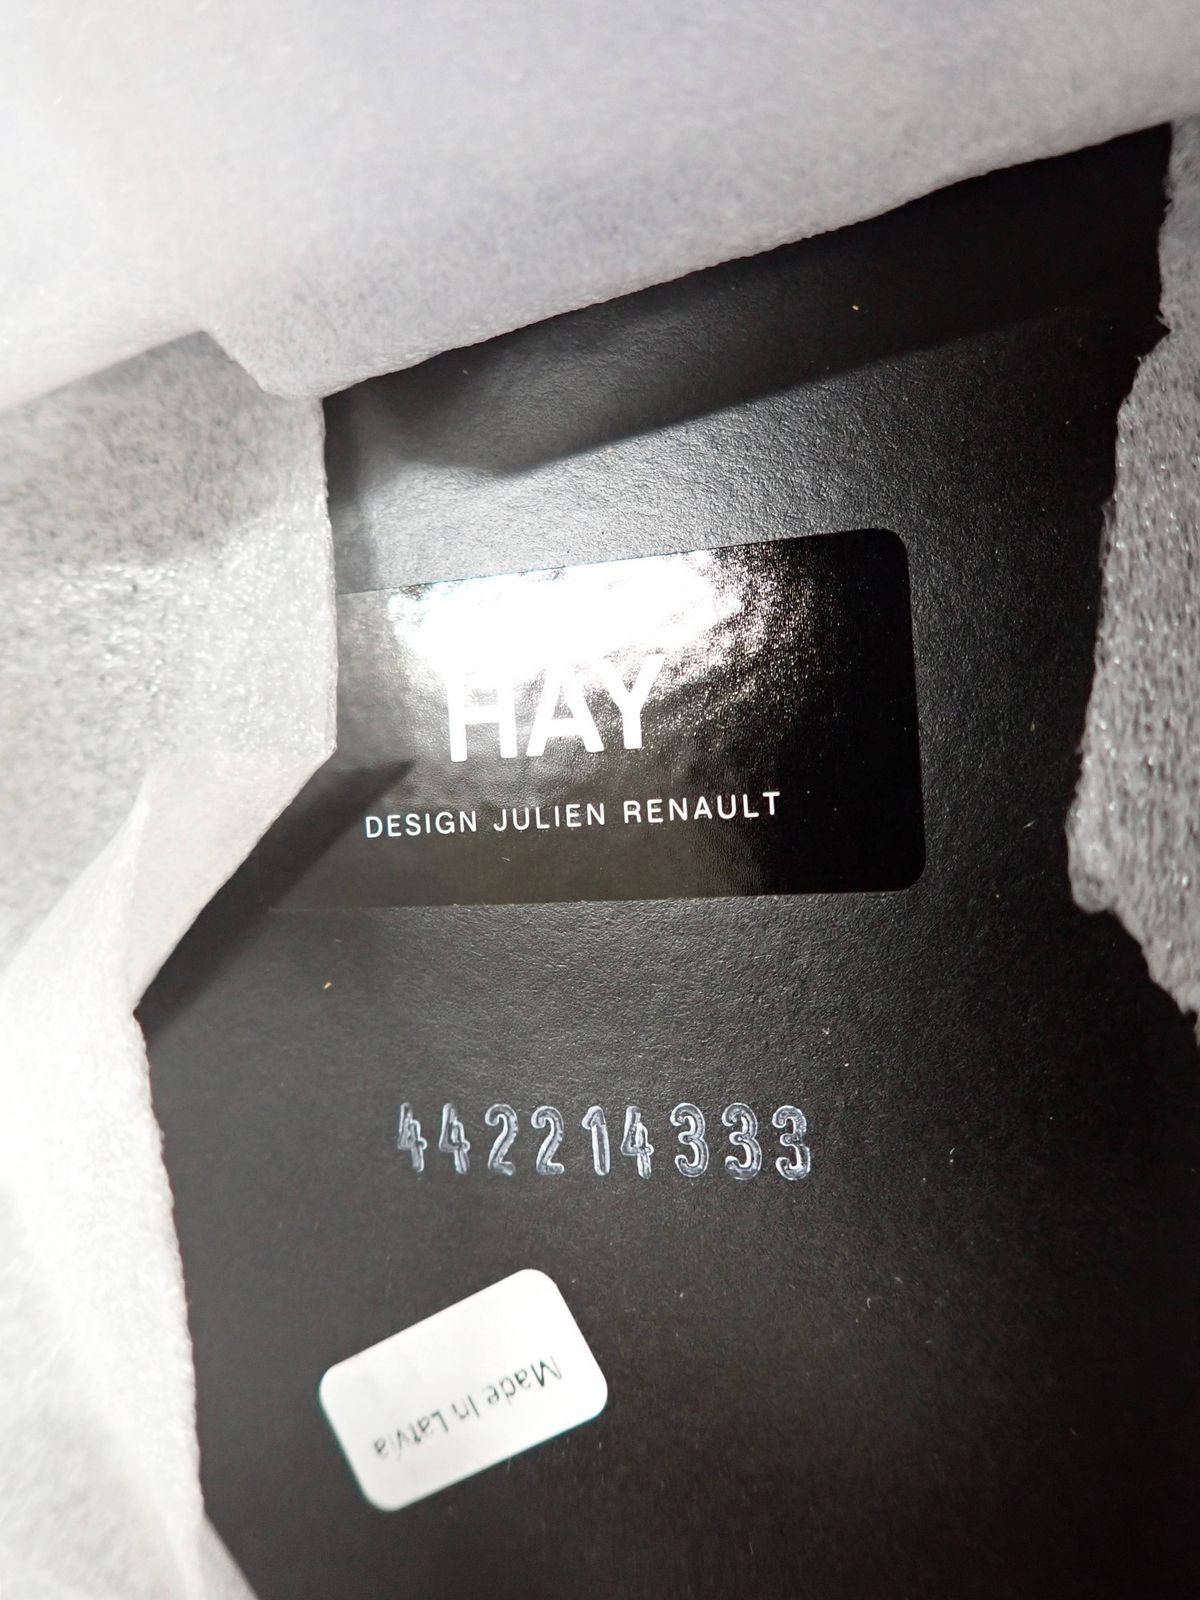 HAY
DESIGN JULIEN RENAULT
442214333
Made In Latvia